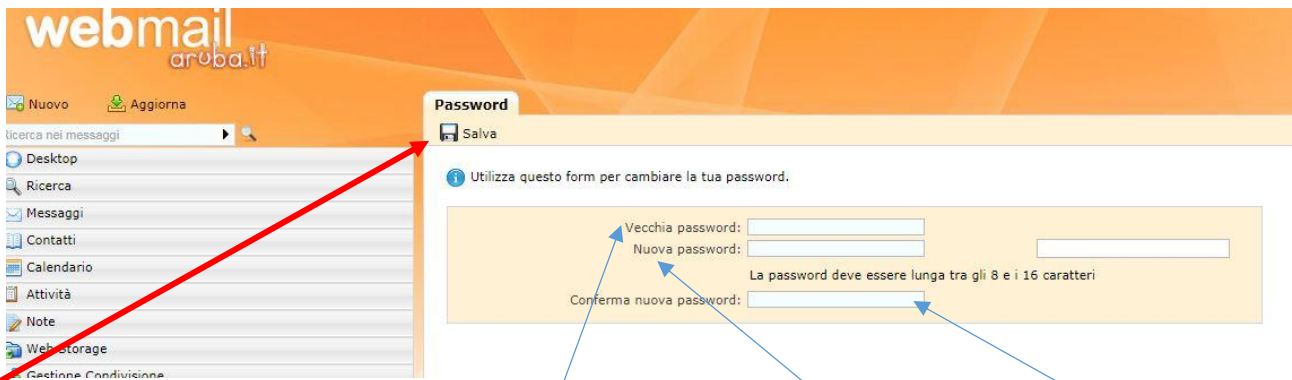 webmail
aruba.it
Nuovo Aggiorna
Ricerca nei messaggi
Desktop
Ricerca
Messaggi
Contatti
Calendario
Attività
Note
Web Storage
Gestione Condivisione
Password
Salva
Utilizza questo form per cambiare la tua password.
Vecchia password:
Nuova password:
La password deve essere lunga tra gli 8 e i 16 caratteri
Conferma nuova password: